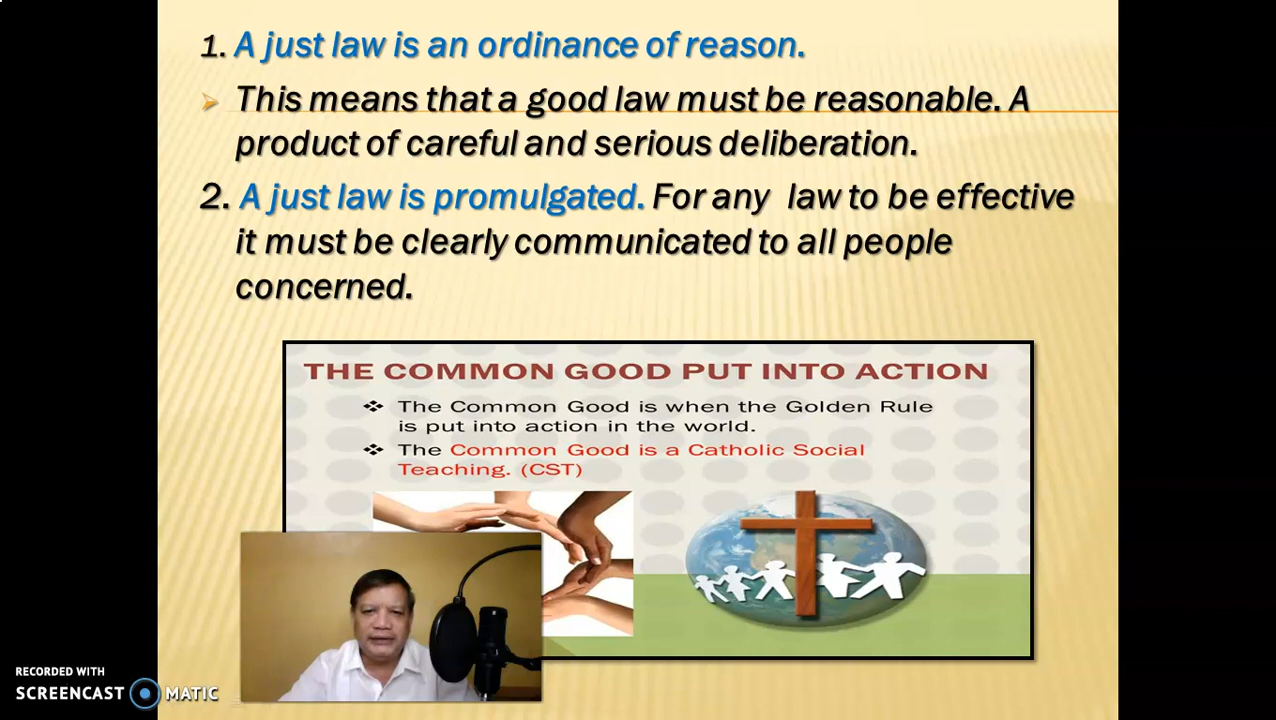 1. A just law is an ordinance of reason.
This means that a good law must be reasonable. A
product of careful and serious deliberation.
2. A just law is promulgated. For any law to be effective
it must be clearly communicated to all people
concerned.
THE COMMON GOOD PUT INTO ACTION
The Common Good is when the Golden Rule
is put into action in the world.
The Common Good is a Catholic Social
Teaching. (CST)
RECORDED WITH
SCREENCAST MATIC